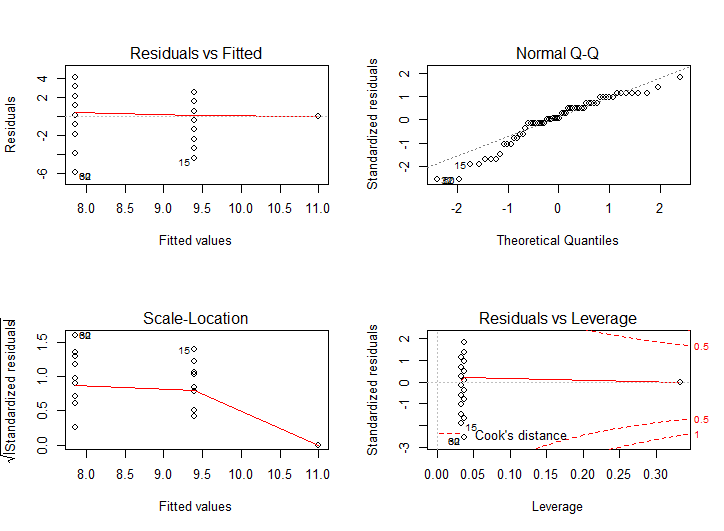 Residuals vs Fitted
Residuals
4
2
-2
-6
15
8.0 8.5 9.0 9.5 10.0 10.5 11.0
Fitted values
Normal Q-Q
Standardized residuals
2
1
0
-1
-2
15
-2 -1 0 1 2
Theoretical Quantiles
Scale-Location
√|Standardized residuals|
1.5
1.0
0.5
0.0
15
8.0 8.5 9.0 9.5 10.0 10.5 11.0
Fitted values
Residuals vs Leverage
Standardized residuals
2
1
0
-1
-3
0.5
0.5
1
15
Cook's distance
0.00 0.05 0.10 0.15 0.20 0.25 0.30
Leverage